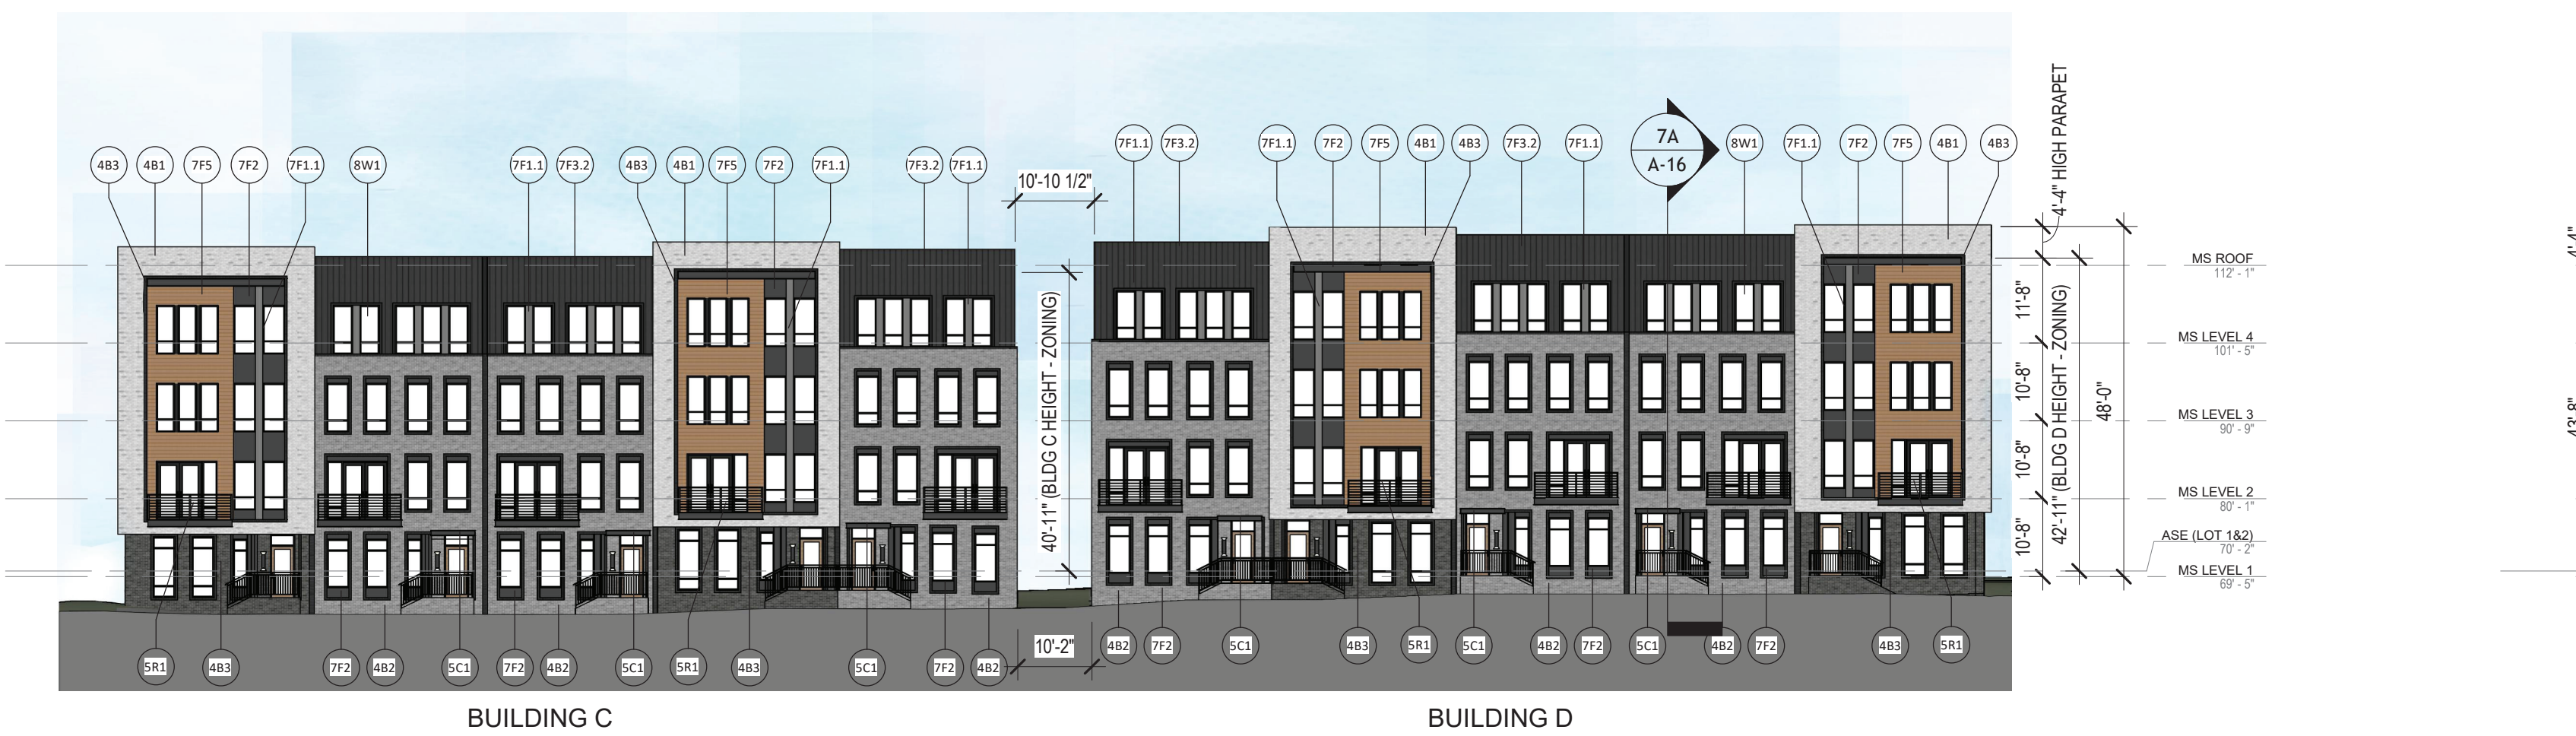 4'-4" HIGH PARAPET
7A
A-16
7F1.1 7F3.2 7F1.1 7F2 7F5 4B1 4B3 7F3.2 7F1.1 8W1 7F1.1 7F2 7F5 4B1 4B3
4B3 4B1 7F5 7F2 7F1.1 8W1 7F1.1 7F3.2 4B3 4B1 7F5 7F2 7F1.1 7F3.2 7F1.1
10'-10 1/2"
40'-11" (BLDG C HEIGHT - ZONING)
11'-8"
10'-8"
10'-8"
10'-8"
42'-11" (BLDG D HEIGHT - ZONING)
48'-0"
MS ROOF
112' - 1"
MS LEVEL 4
101' - 5"
MS LEVEL 3
90' - 9"
MS LEVEL 2
80' - 1"
ASE (LOT 1&2)
70' - 2"
MS LEVEL 1
69' - 5"
4'-4"
43'-8"
4B2 7F2 5C1 4B3 5R1 5C1 4B2 7F2 5C1 4B2 7F2 4B3 5R1
10'-2"
5R1 4B3 7F2 4B2 5C1 7F2 4B2 5C1 5R1 4B3 5C1 7F2 4B2
BUILDING C
BUILDING D